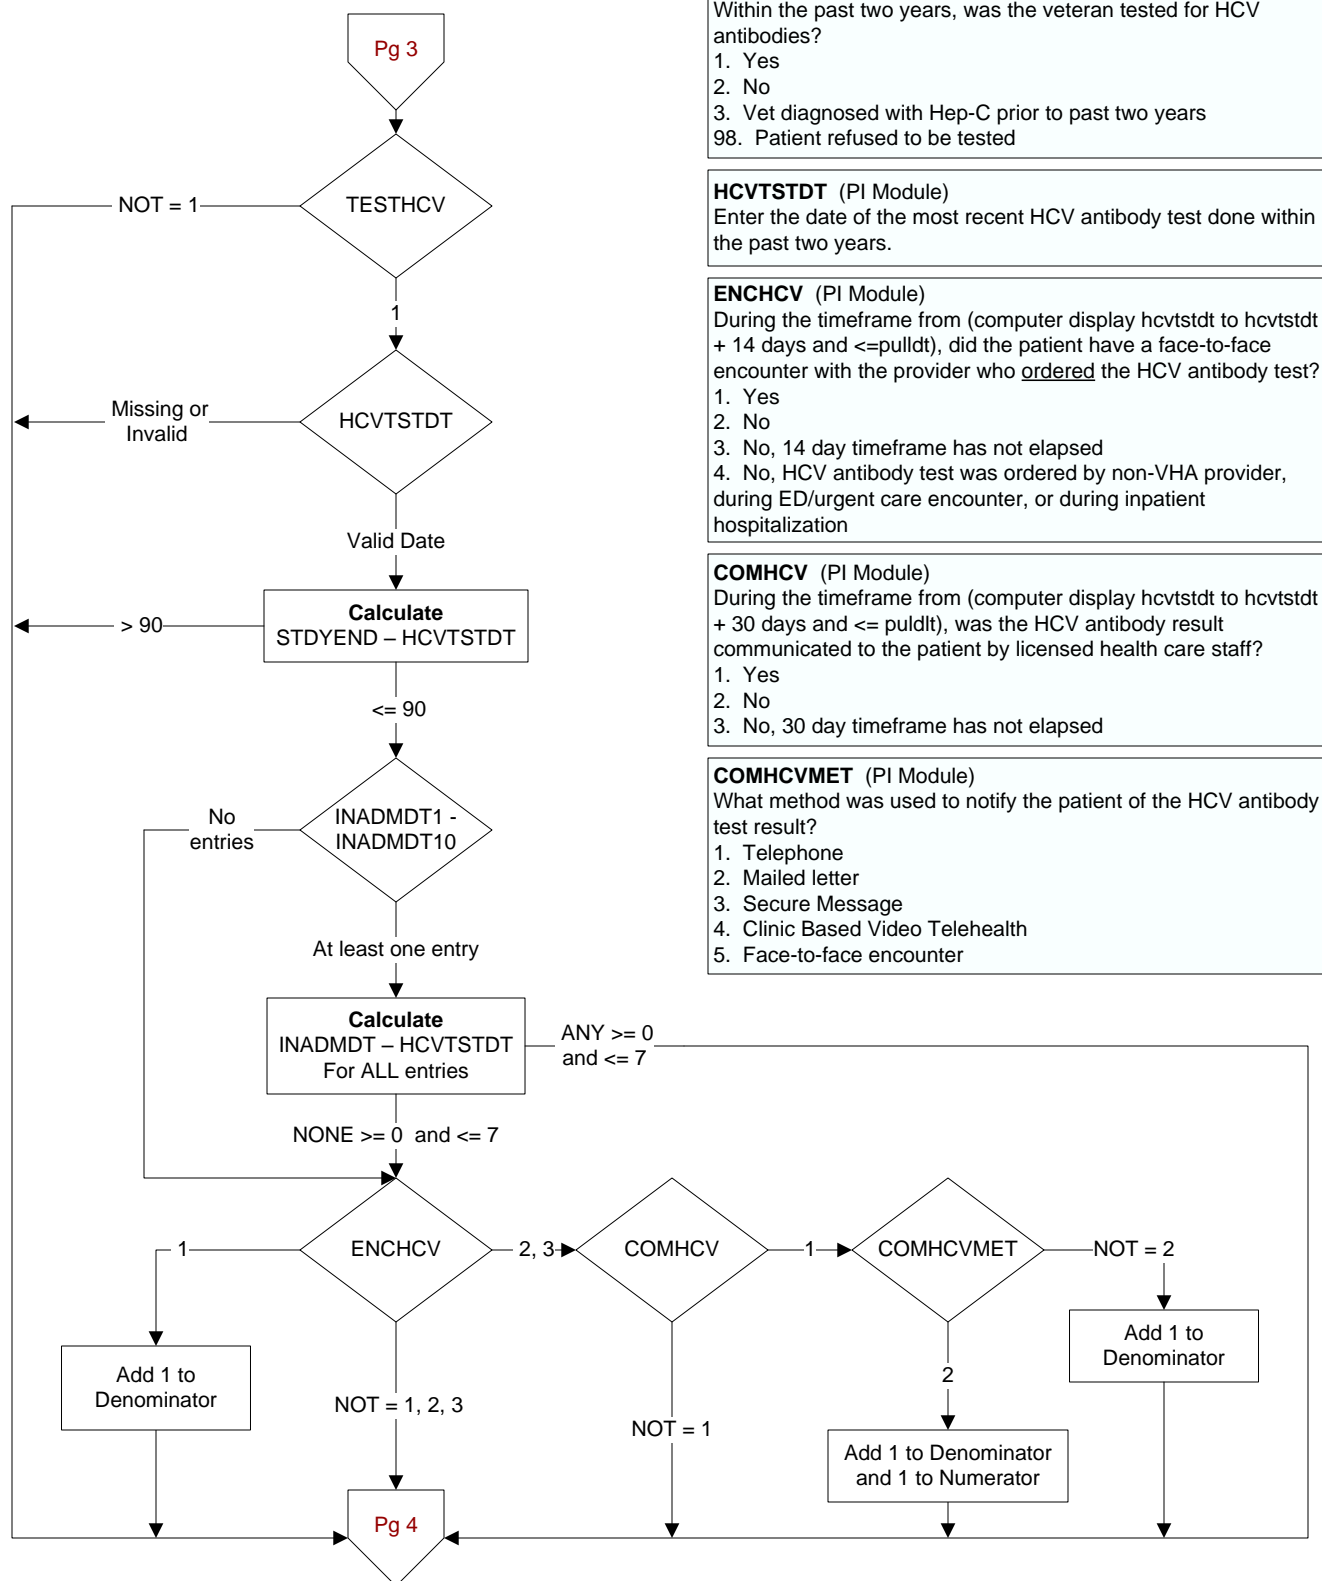 Pg 3
TESTHCV
NOT = 1
1
HCVTSTDT
Missing or
Invalid
Valid Date
Calculate
STDYEND – HCVTSTDT
> 90
<= 90
INADMDT1 -
INADMDT10
No
entries
At least one entry
Calculate
INADMDT – HCVTSTDT
For ALL entries
ANY >= 0
and <= 7
NONE >= 0 and <= 7
ENCHCV
1
2, 3
COMHCV
1
COMHCVMET
NOT = 2
Add 1 to
Denominator
NOT = 1, 2, 3
NOT = 1
2
Add 1 to Denominator
and 1 to Numerator
Add 1 to
Denominator
Pg 4
Within the past two years, was the veteran tested for HCV
antibodies?
1. Yes
2. No
3. Vet diagnosed with Hep-C prior to past two years
98. Patient refused to be tested
HCVTSTDT (PI Module)
Enter the date of the most recent HCV antibody test done within
the past two years.
ENCHCV (PI Module)
During the timeframe from (computer display hcvtstdt to hcvtstdt
+ 14 days and <=pulldt), did the patient have a face-to-face
encounter with the provider who ordered the HCV antibody test?
1. Yes
2. No
3. No, 14 day timeframe has not elapsed
4. No, HCV antibody test was ordered by non-VHA provider,
during ED/urgent care encounter, or during inpatient
hospitalization
COMHCV (PI Module)
During the timeframe from (computer display hcvtstdt to hcvtstdt
+ 30 days and <= puldlt), was the HCV antibody result
communicated to the patient by licensed health care staff?
1. Yes
2. No
3. No, 30 day timeframe has not elapsed
COMHCVMET (PI Module)
What method was used to notify the patient of the HCV antibody
test result?
1. Telephone
2. Mailed letter
3. Secure Message
4. Clinic Based Video Telehealth
5. Face-to-face encounter